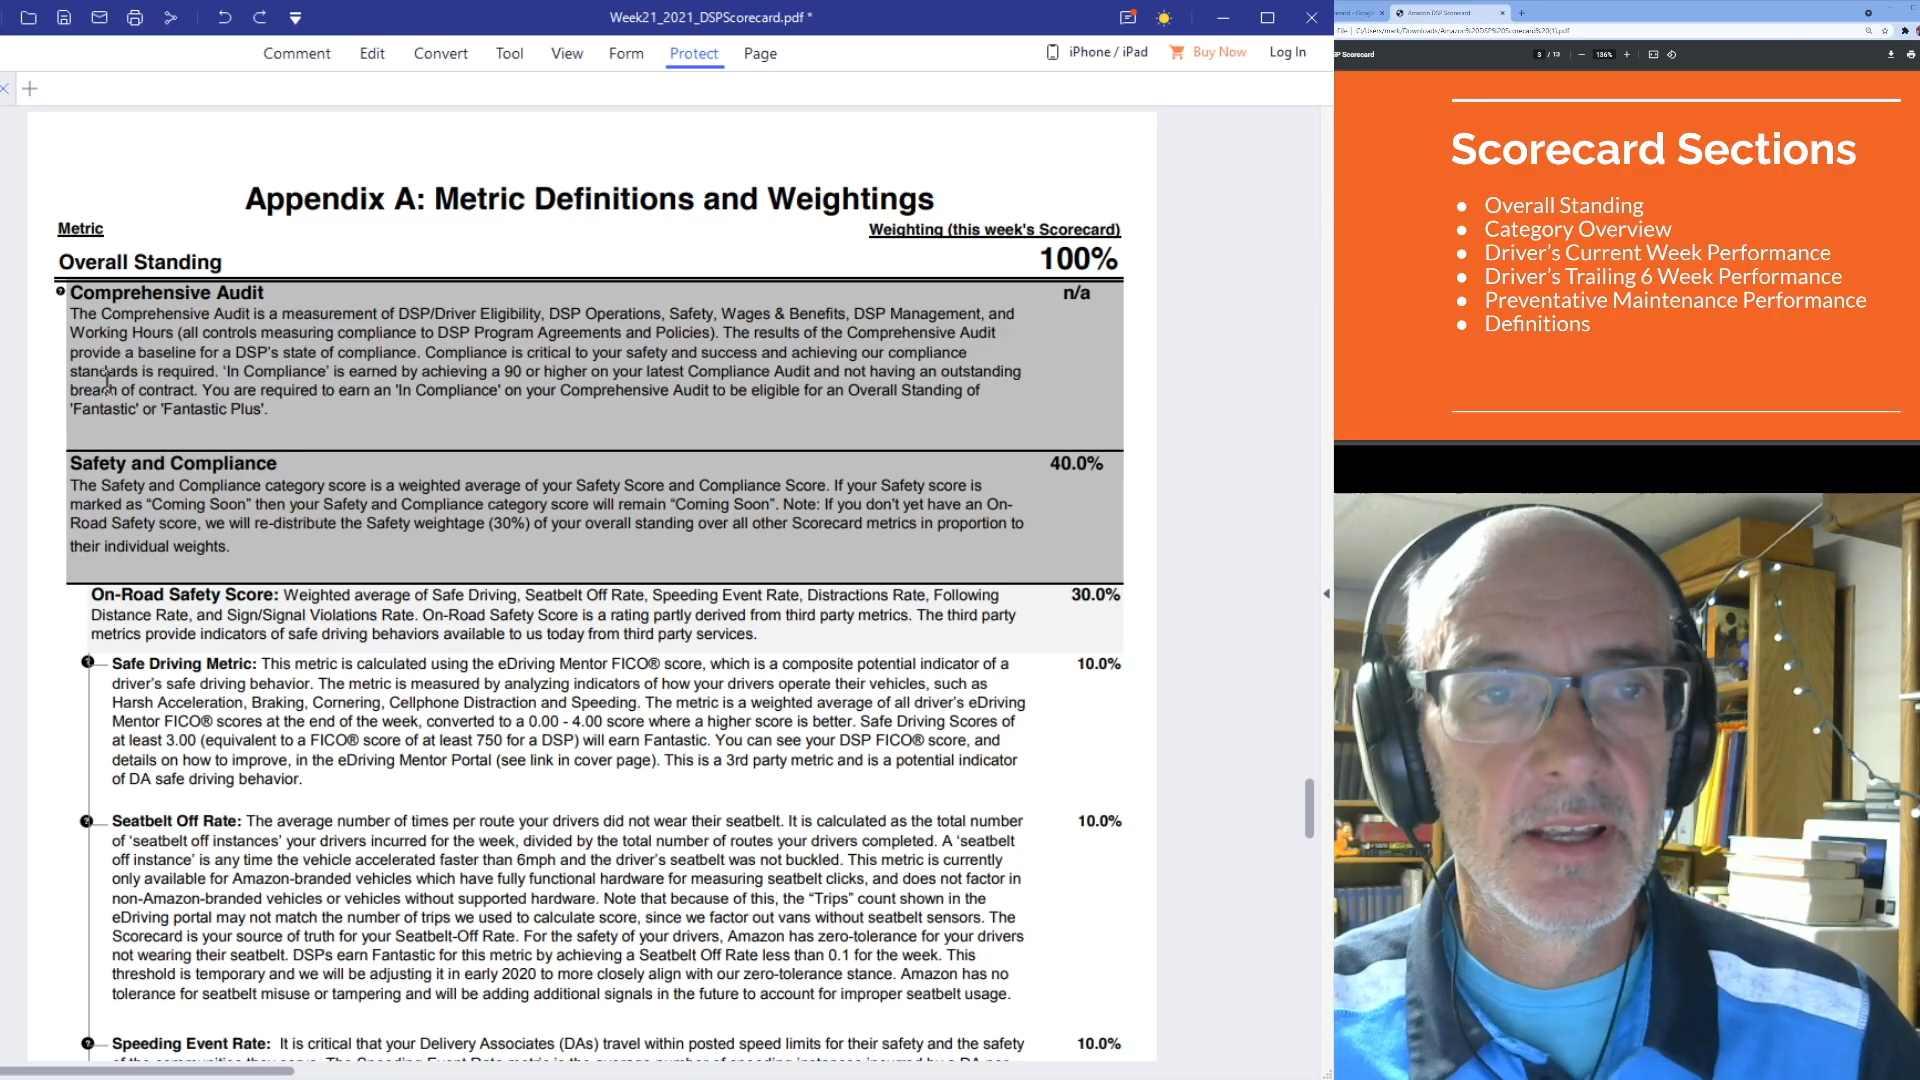 Week21_2021_DSPScorecard.pdf *
Comment Edit Convert Tool View Form Protect Page
iPhone / iPad Buy Now Log In
Appendix A: Metric Definitions and Weightings
Metric Weighting (this week's Scorecard)
Overall Standing 100%
Comprehensive Audit n/a
The Comprehensive Audit is a measurement of DSP/Driver Eligibility, DSP Operations, Safety, Wages & Benefits, DSP Management, and
Working Hours (all controls measuring compliance to DSP Program Agreements and Policies). The results of the Comprehensive Audit
provide a baseline for a DSP's state of compliance. Compliance is critical to your safety and success and achieving our compliance
standards is required. 'In Compliance' is earned by achieving a 90 or higher on your latest Compliance Audit and not having an outstanding
breach of contract. You are required to earn an 'In Compliance' on your Comprehensive Audit to be eligible for an Overall Standing of
'Fantastic' or 'Fantastic Plus'.
Safety and Compliance 40.0%
The Safety and Compliance category score is a weighted average of your Safety Score and Compliance Score. If your Safety score is
marked as “Coming Soon” then your Safety and Compliance category score will remain “Coming Soon”. Note: If you don't yet have an On-
Road Safety score, we will re-distribute the Safety weightage (30%) of your overall standing over all other Scorecard metrics in proportion to
their individual weights.
On-Road Safety Score: Weighted average of Safe Driving, Seatbelt Off Rate, Speeding Event Rate, Distractions Rate, Following 30.0%
Distance Rate, and Sign/Signal Violations Rate. On-Road Safety Score is a rating partly derived from third party metrics. The third party
metrics provide indicators of safe driving behaviors available to us today from third party services.
Safe Driving Metric: This metric is calculated using the eDriving Mentor FICO® score, which is a composite potential indicator of a 10.0%
driver's safe driving behavior. The metric is measured by analyzing indicators of how your drivers operate their vehicles, such as
Harsh Acceleration, Braking, Cornering, Cellphone Distraction and Speeding. The metric is a weighted average of all driver's eDriving
Mentor FICO® scores at the end of the week, converted to a 0.00 - 4.00 score where a higher score is better. Safe Driving Scores of
at least 3.00 (equivalent to a FICO® score of at least 750 for a DSP) will earn Fantastic. You can see your DSP FICO® score, and
details on how to improve, in the eDriving Mentor Portal (see link in cover page). This is a 3rd party metric and is a potential indicator
of DA safe driving behavior.
Seatbelt Off Rate: The average number of times per route your drivers did not wear their seatbelt. It is calculated as the total number 10.0%
of 'seatbelt off instances' your drivers incurred for the week, divided by the total number of routes your drivers completed. A 'seatbelt
off instance' is any time the vehicle accelerated faster than 6mph and the driver's seatbelt was not buckled. This metric is currently
only available for Amazon-branded vehicles which have fully functional hardware for measuring seatbelt clicks, and does not factor in
non-Amazon-branded vehicles or vehicles without supported hardware. Note that because of this, the “Trips” count shown in the
eDriving portal may not match the number of trips we used to calculate score, since we factor out vans without seatbelt sensors. The
Scorecard is your source of truth for your Seatbelt-Off Rate. For the safety of your drivers, Amazon has zero-tolerance for your drivers
not wearing their seatbelt. DSPs earn Fantastic for this metric by achieving a Seatbelt Off Rate less than 0.1 for the week. This
threshold is temporary and we will be adjusting it in early 2020 to more closely align with our zero-tolerance stance. Amazon has no
tolerance for seatbelt misuse or tampering and will be adding additional signals in the future to account for improper seatbelt usage.
Speeding Event Rate: It is critical that your Delivery Associates (DAs) travel within posted speed limits for their safety and the safety 10.0%
Amazon DSP Scorecard
File C:/Users/mark/Downloads/Amazon%20DSP%20Scorecard%20(1).pdf
SP Scorecard 3 / 13 136%
Scorecard Sections
● Overall Standing
● Category Overview
● Driver's Current Week Performance
● Driver's Trailing 6 Week Performance
● Preventative Maintenance Performance
● Definitions